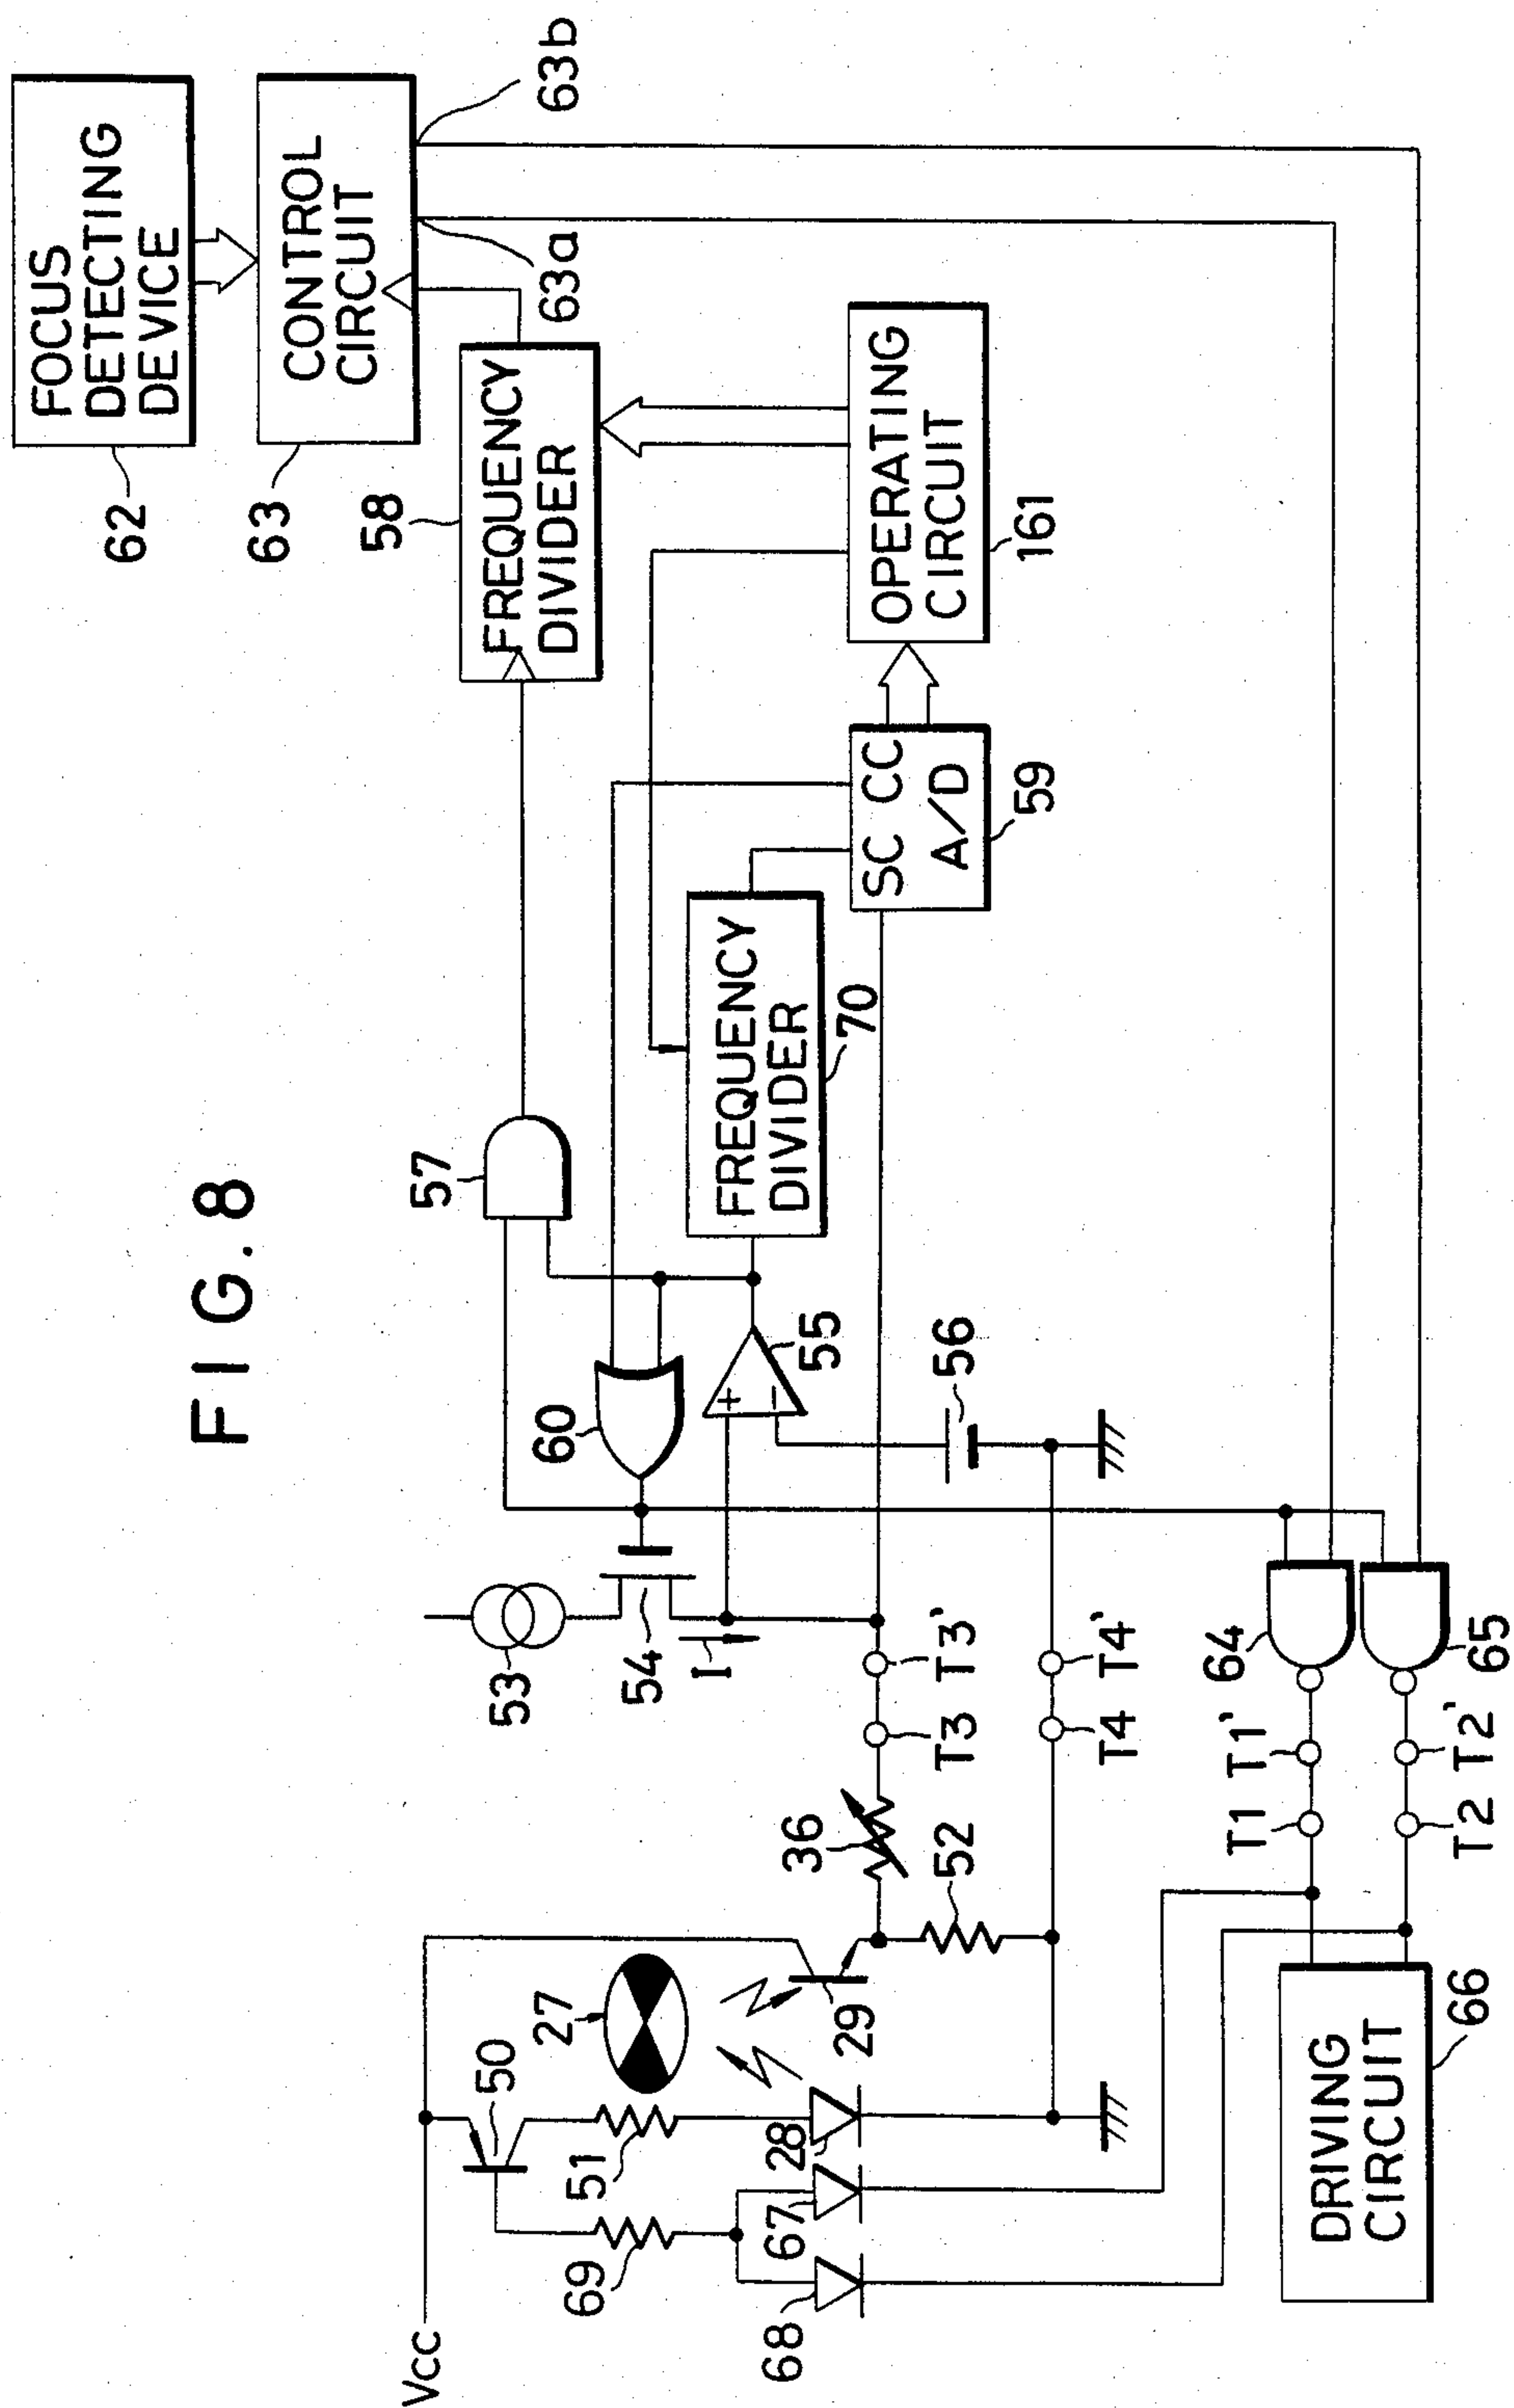 FIG. 8
FOCUS
DETECTING
DEVICE
62
CONTROL
CIRCUIT
63
63a
63b
FREQUENCY
DIVIDER
58
OPERATING
CIRCUIT
161
SC CC
A/D
59
FREQUENCY
DIVIDER
70
57
60
+
−
55
56
53
54
I
T3 T3'
T4 T4'
36
52
64
65
T1 T1'
T2 T2'
Vcc
50
27
51
69
28
67
68
29
DRIVING
CIRCUIT
66